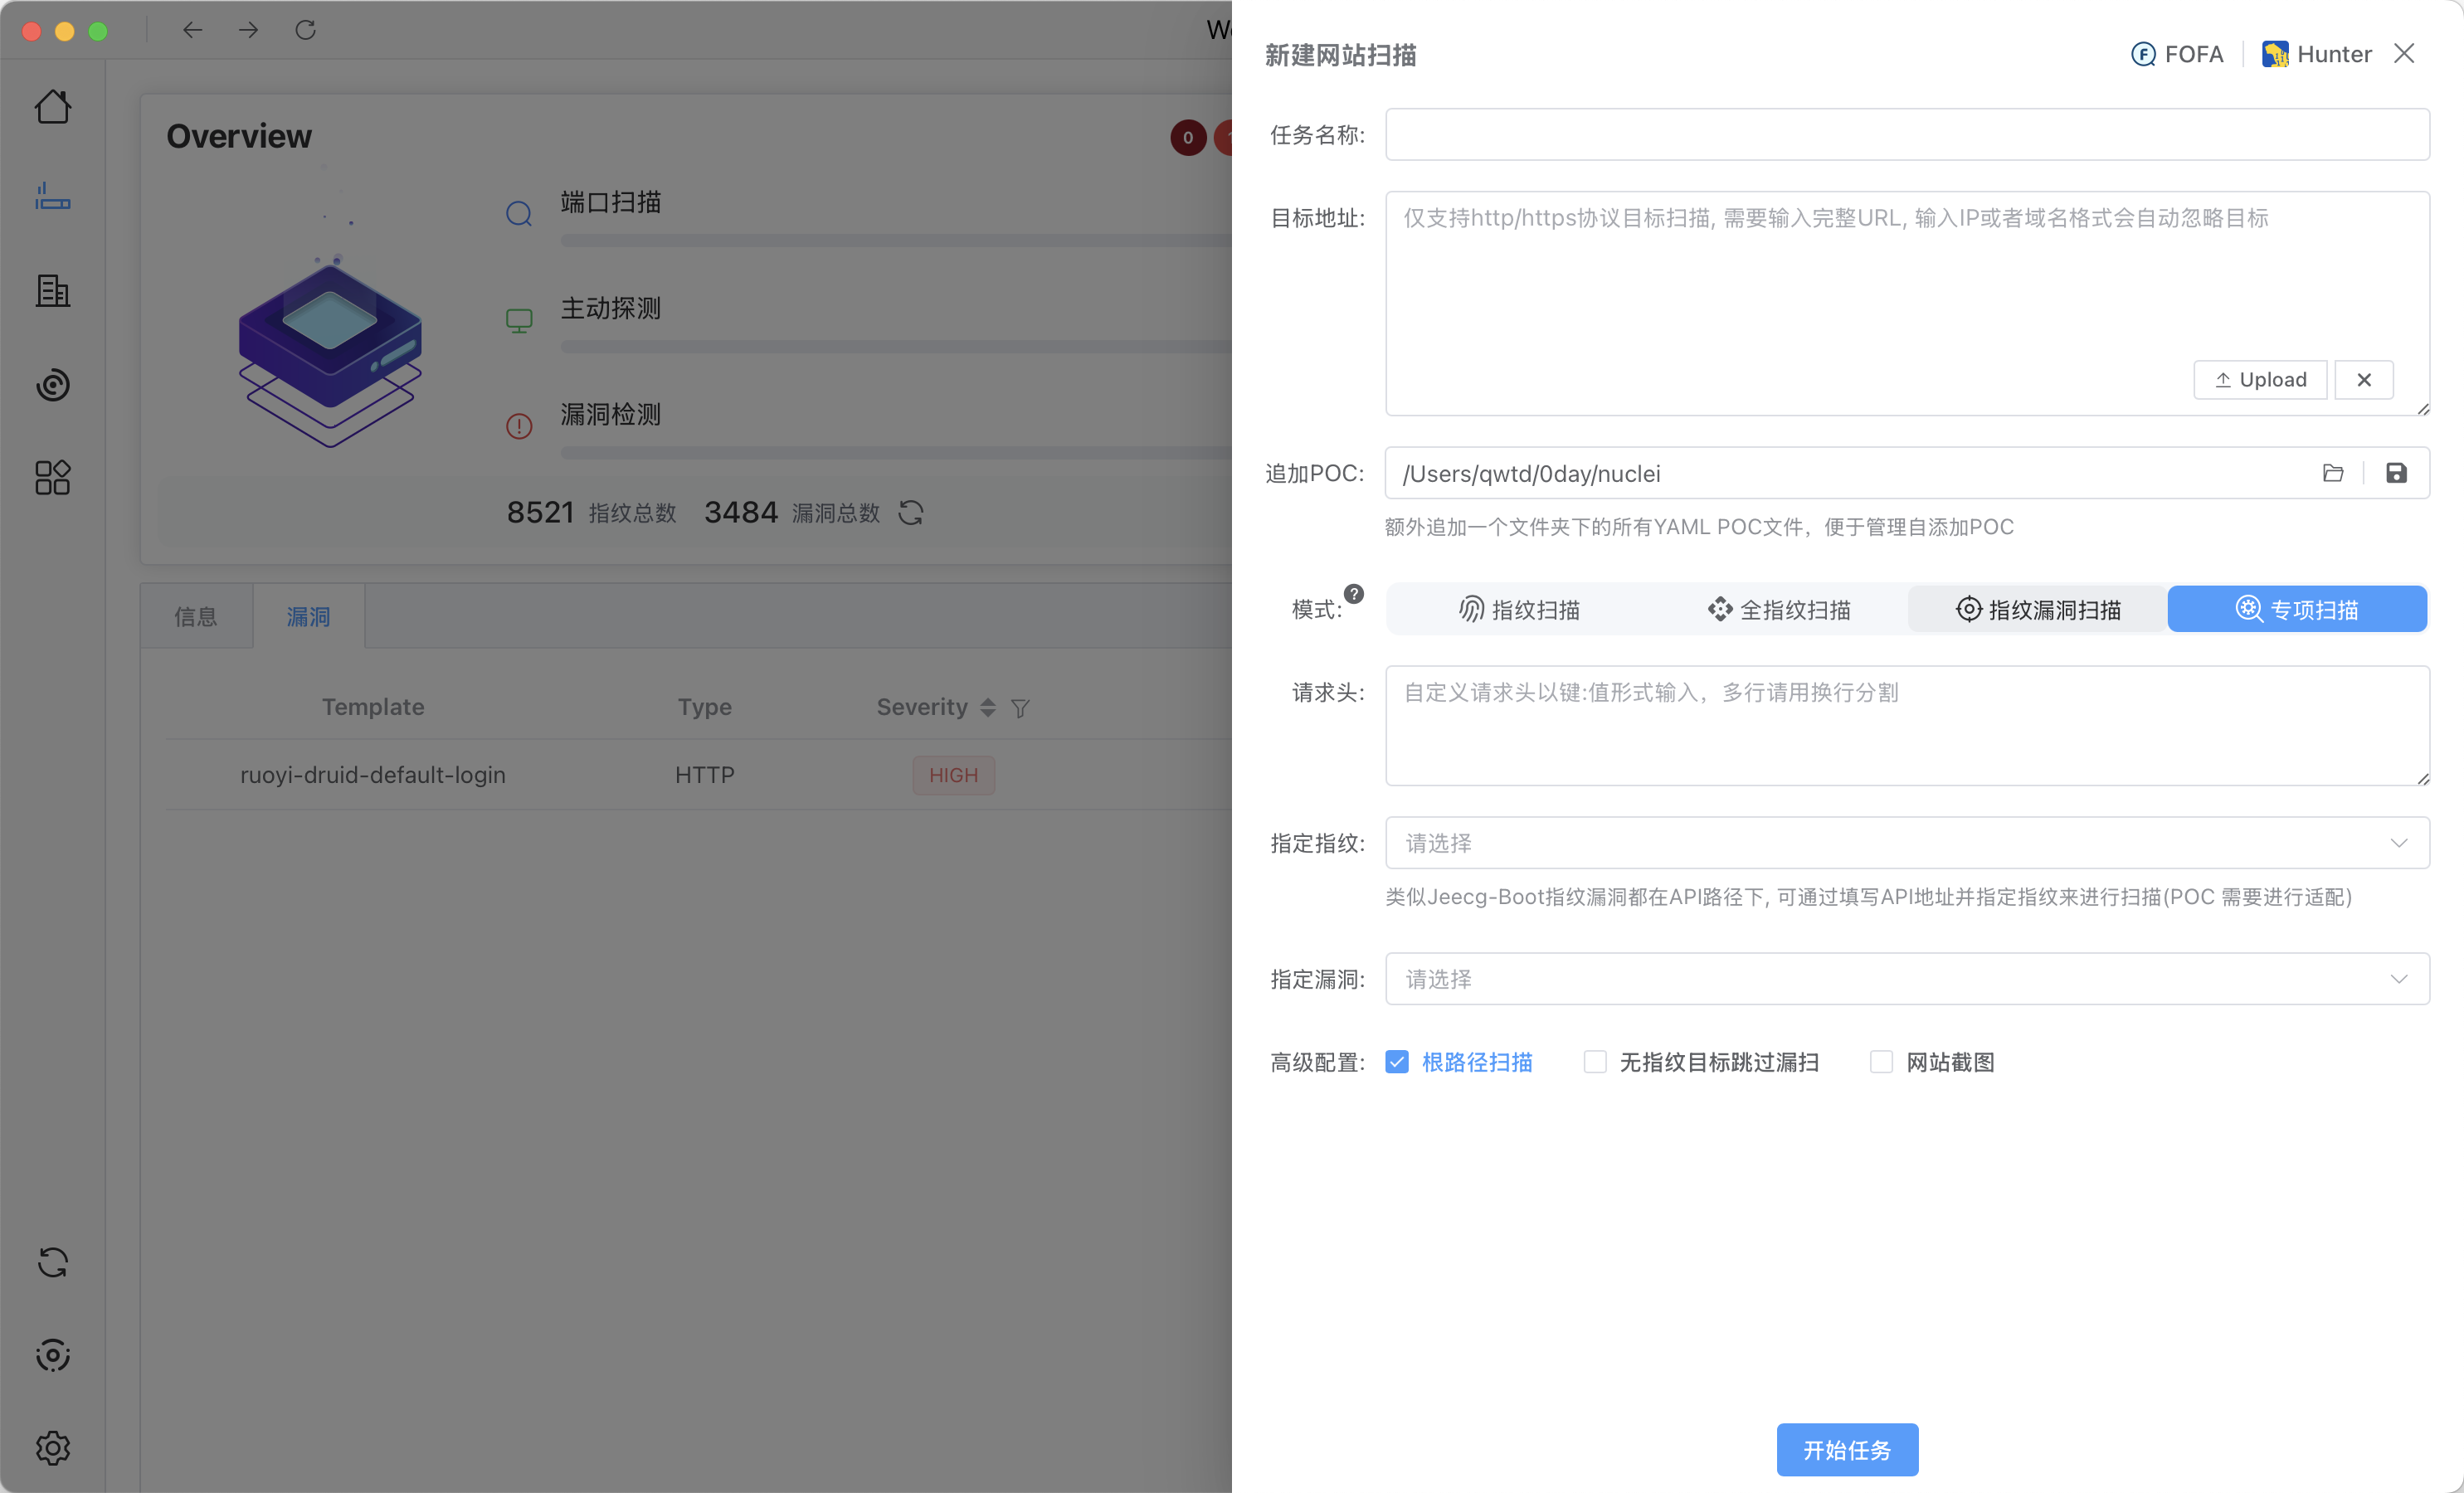 Overview
0
端口扫描
主动探测
漏洞检测
8521 指纹总数 3484 漏洞总数
信息 漏洞
Template Type Severity
ruoyi-druid-default-login HTTP HIGH
新建网站扫描 FOFA Hunter
任务名称:
目标地址: 仅支持http/https协议目标扫描, 需要输入完整URL, 输入IP或者域名格式会自动忽略目标
Upload
追加POC: /Users/qwtd/0day/nuclei
额外追加一个文件夹下的所有YAML POC文件，便于管理自添加POC
模式: 指纹扫描 全指纹扫描 指纹漏洞扫描 专项扫描
请求头: 自定义请求头以键:值形式输入，多行请用换行分割
指定指纹: 请选择
类似Jeecg-Boot指纹漏洞都在API路径下, 可通过填写API地址并指定指纹来进行扫描(POC 需要进行适配)
指定漏洞: 请选择
高级配置: 根路径扫描 无指纹目标跳过漏扫 网站截图
开始任务